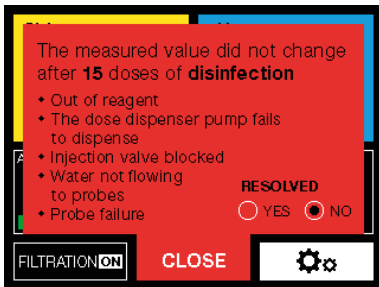 The measured value did not change
after 15 doses of disinfection
• Out of reagent
• The dose dispenser pump fails
to dispense
• Injection valve blocked
• Water not flowing
to probes
• Probe failure
RESOLVED
YES NO
FILTRATION ON
CLOSE